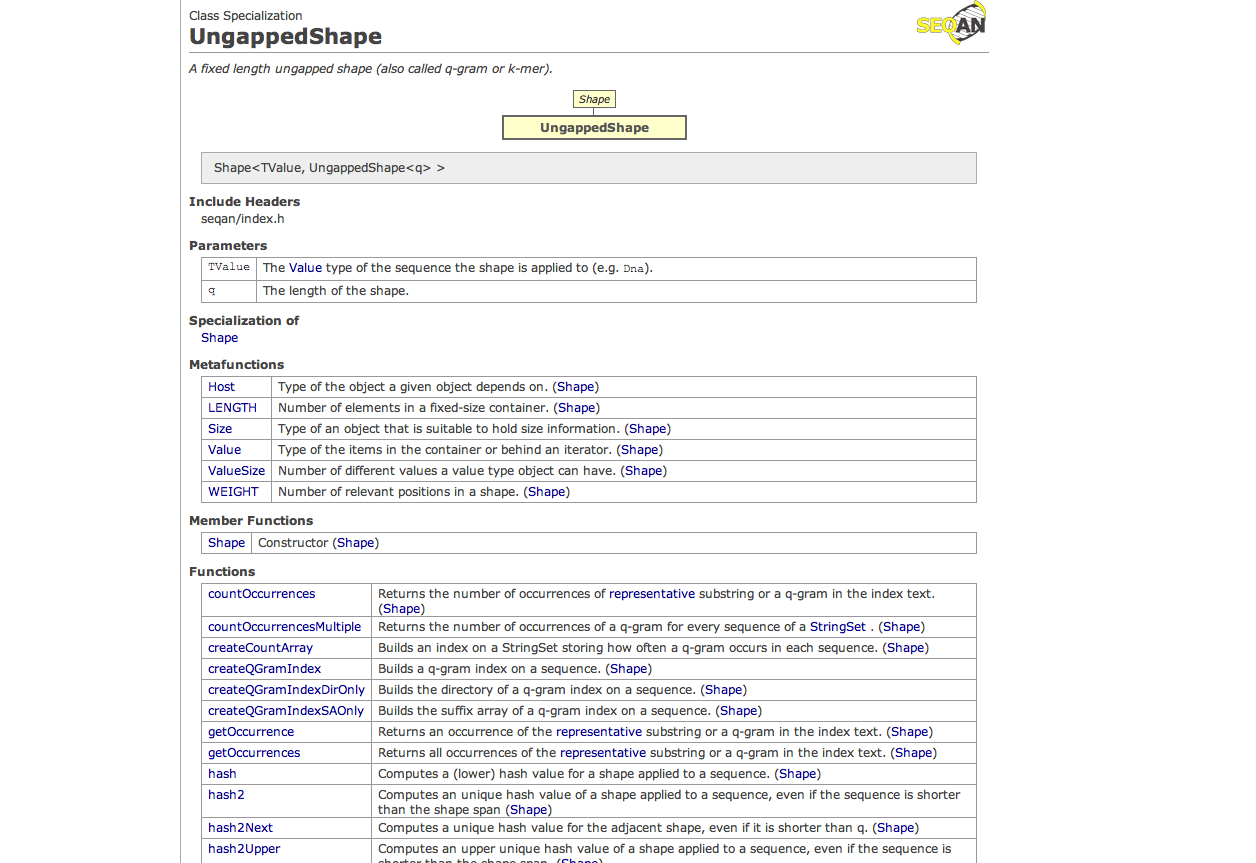 Class Specialization
UngappedShape
SEQAN
A fixed length ungapped shape (also called q-gram or k-mer).
Shape
UngappedShape
Shape<TValue, UngappedShape<q> >
Include Headers
seqan/index.h
Parameters
TValue The Value type of the sequence the shape is applied to (e.g. Dna).
q The length of the shape.
Specialization of
Shape
Metafunctions
Host Type of the object a given object depends on. (Shape)
LENGTH Number of elements in a fixed-size container. (Shape)
Size Type of an object that is suitable to hold size information. (Shape)
Value Type of the items in the container or behind an iterator. (Shape)
ValueSize Number of different values a value type object can have. (Shape)
WEIGHT Number of relevant positions in a shape. (Shape)
Member Functions
Shape Constructor (Shape)
Functions
countOccurrences Returns the number of occurrences of representative substring or a q-gram in the index text.
(Shape)
countOccurrencesMultiple Returns the number of occurrences of a q-gram for every sequence of a StringSet . (Shape)
createCountArray Builds an index on a StringSet storing how often a q-gram occurs in each sequence. (Shape)
createQGramIndex Builds a q-gram index on a sequence. (Shape)
createQGramIndexDirOnly Builds the directory of a q-gram index on a sequence. (Shape)
createQGramIndexSAOnly Builds the suffix array of a q-gram index on a sequence. (Shape)
getOccurrence Returns an occurrence of the representative substring or a q-gram in the index text. (Shape)
getOccurrences Returns all occurrences of the representative substring or a q-gram in the index text. (Shape)
hash Computes a (lower) hash value for a shape applied to a sequence. (Shape)
hash2 Computes an unique hash value of a shape applied to a sequence, even if the sequence is shorter
than the shape span (Shape)
hash2Next Computes a unique hash value for the adjacent shape, even if it is shorter than q. (Shape)
hash2Upper Computes an upper unique hash value of a shape applied to a sequence, even if the sequence is
shorter than the shape span. (Shape)